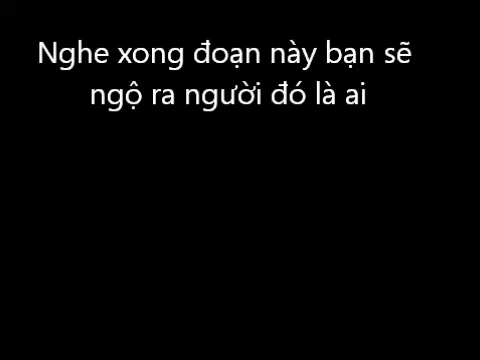 Nghe xong đoạn này bạn sẽ
ngộ ra người đó là ai